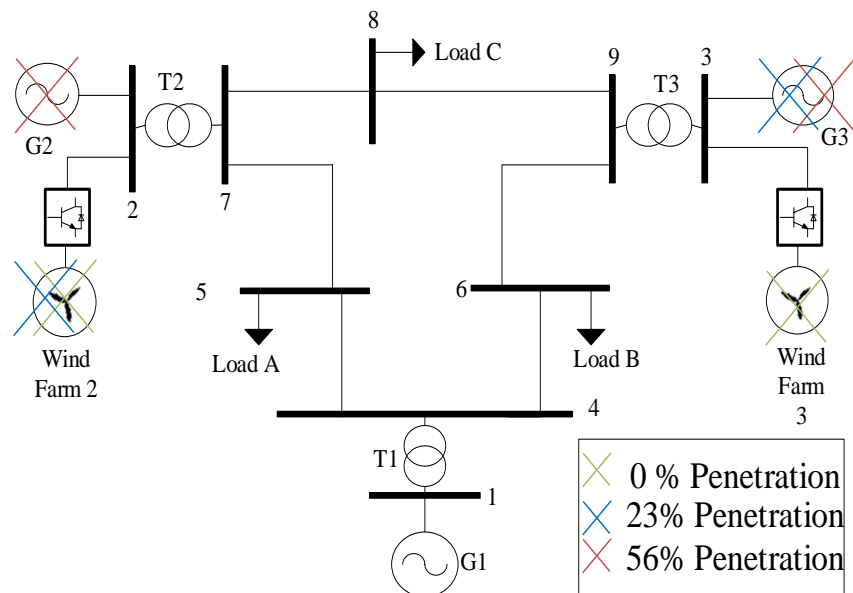 8
Load C
9
3
T2
T3
G2
G3
2
7
5
6
Wind
Farm 2
Load A
Load B
Wind
Farm
3
4
T1
1
G1
0 % Penetration
23% Penetration
56% Penetration